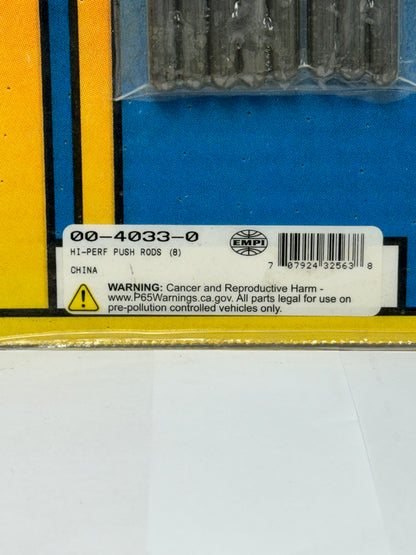 00-4033-0
HI-PERF PUSH RODS (8)
CHINA
EMPI
7 07924 32563 8
WARNING: Cancer and Reproductive Harm -
www.P65Warnings.ca.gov. All parts legal for use on
pre-pollution controlled vehicles only.